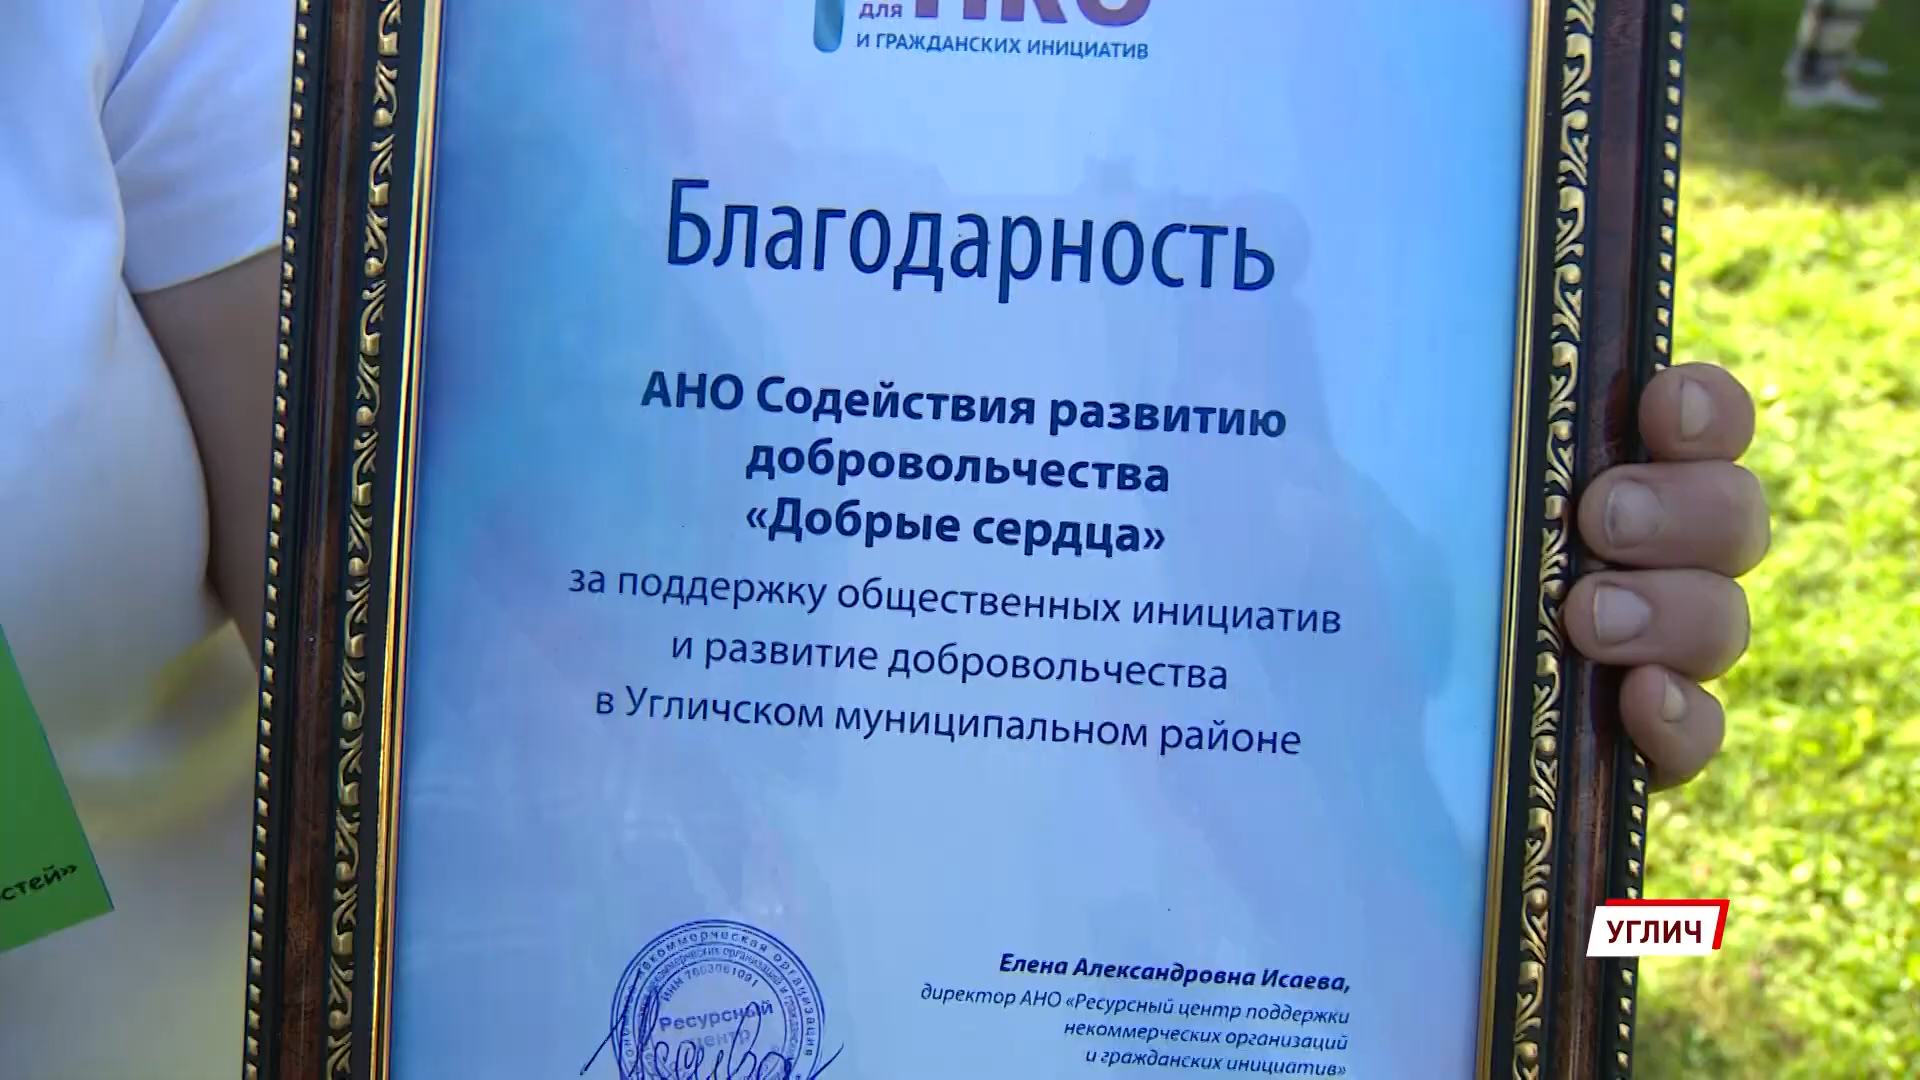 для НКО
И ГРАЖДАНСКИХ ИНИЦИАТИВ
Благодарность
АНО Содействия развитию
добровольчества
«Добрые сердца»
за поддержку общественных инициатив
и развитие добровольчества
в Угличском муниципальном районе
Елена Александровна Исаева,
директор АНО «Ресурсный центр поддержки
некоммерческих организаций
и гражданских инициатив»
Ресурсный
центр
УГЛИЧ